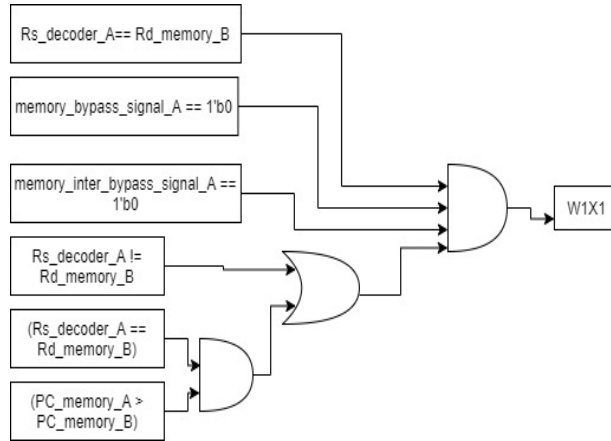 Rs_decoder_A== Rd_memory_B
memory_bypass_signal_A == 1'b0
memory_inter_bypass_signal_A ==
1'b0
W1X1
Rs_decoder_A !=
Rd_memory_B
(Rs_decoder_A ==
Rd_memory_B)
(PC_memory_A >
PC_memory_B)